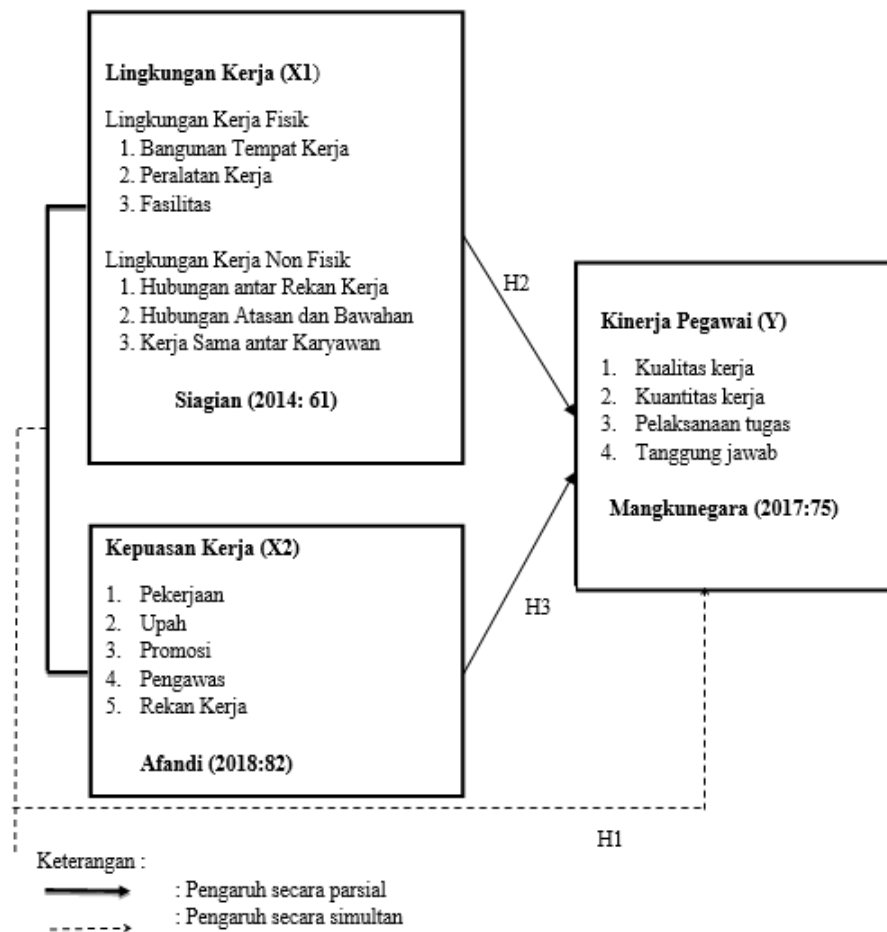 Lingkungan Kerja (X1)
Lingkungan Kerja Fisik
1. Bangunan Tempat Kerja
2. Peralatan Kerja
3. Fasilitas
Lingkungan Kerja Non Fisik
1. Hubungan antar Rekan Kerja
2. Hubungan Atasan dan Bawahan
3. Kerja Sama antar Karyawan
Siagian (2014: 61)
H2
Kinerja Pegawai (Y)
1. Kualitas kerja
2. Kuantitas kerja
3. Pelaksanaan tugas
4. Tanggung jawab
Mangkunegara (2017:75)
Kepuasan Kerja (X2)
1. Pekerjaan
2. Upah
3. Promosi
4. Pengawas
5. Rekan Kerja
Afandi (2018:82)
H3
H1
Keterangan :
: Pengaruh secara parsial
: Pengaruh secara simultan